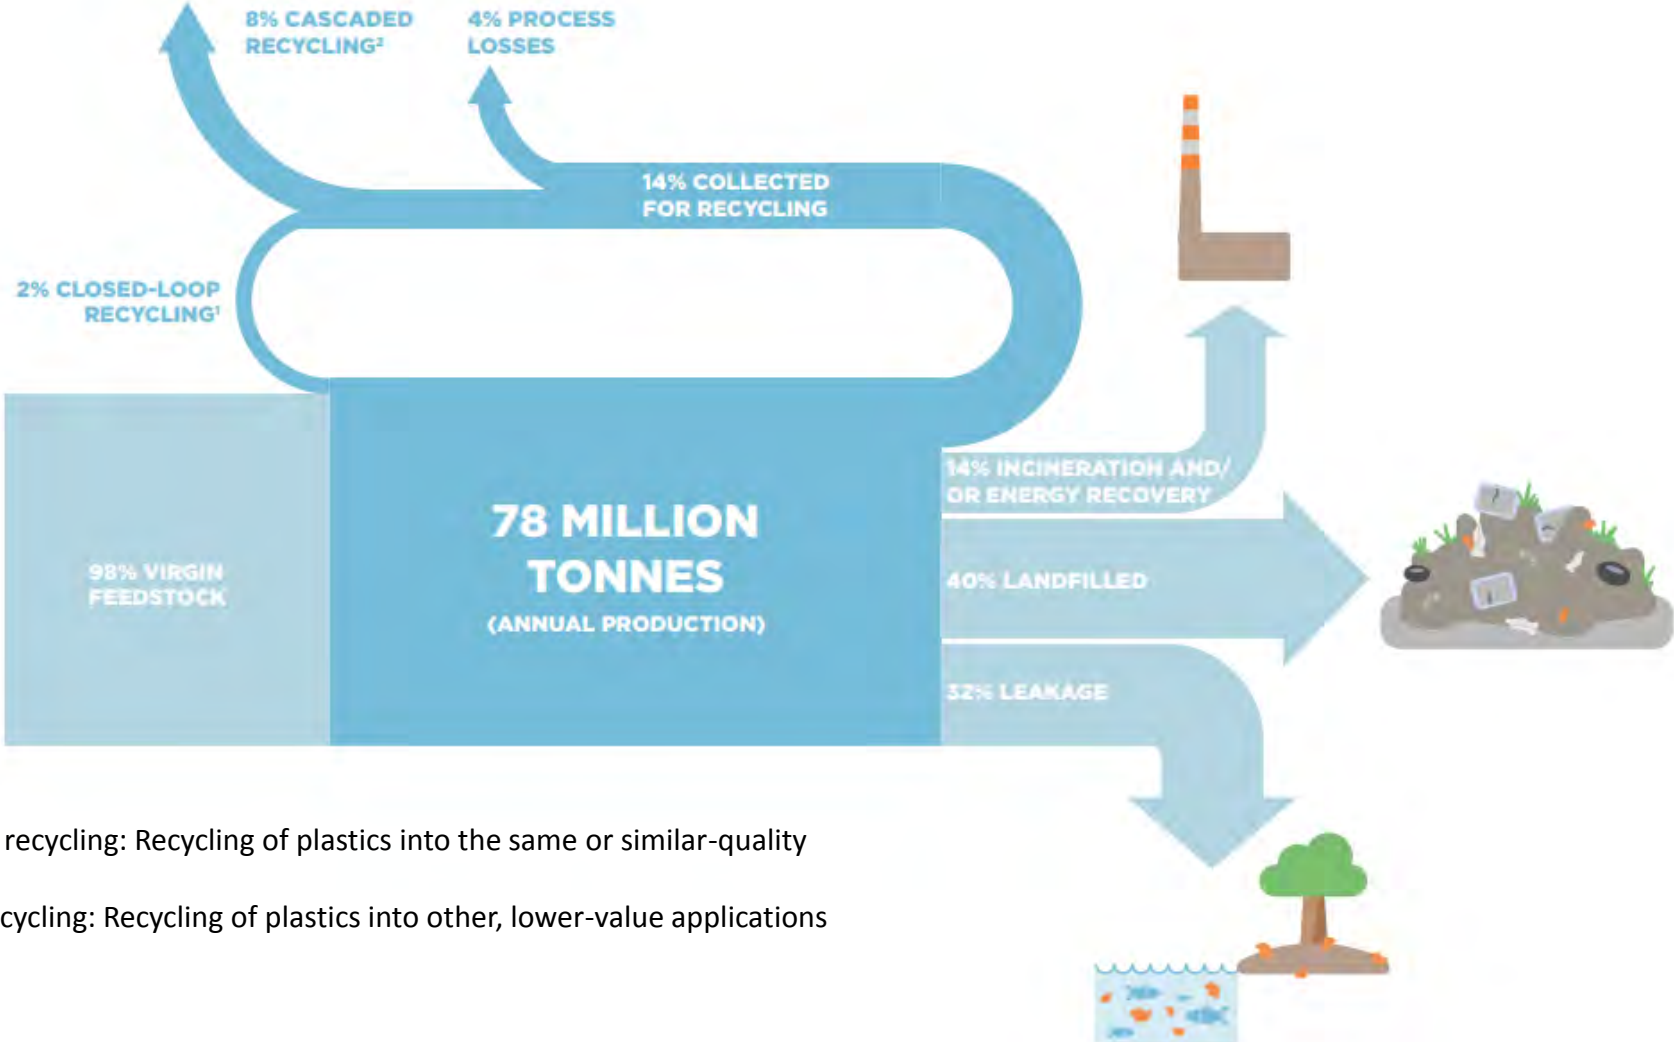 8% CASCADED
RECYCLING²
4% PROCESS
LOSSES
14% COLLECTED
FOR RECYCLING
2% CLOSED-LOOP
RECYCLING¹
98% VIRGIN
FEEDSTOCK
78 MILLION
TONNES
(ANNUAL PRODUCTION)
14% INCINERATION AND/
OR ENERGY RECOVERY
40% LANDFILLED
32% LEAKAGE
recycling: Recycling of plastics into the same or similar-quality
cycling: Recycling of plastics into other, lower-value applications